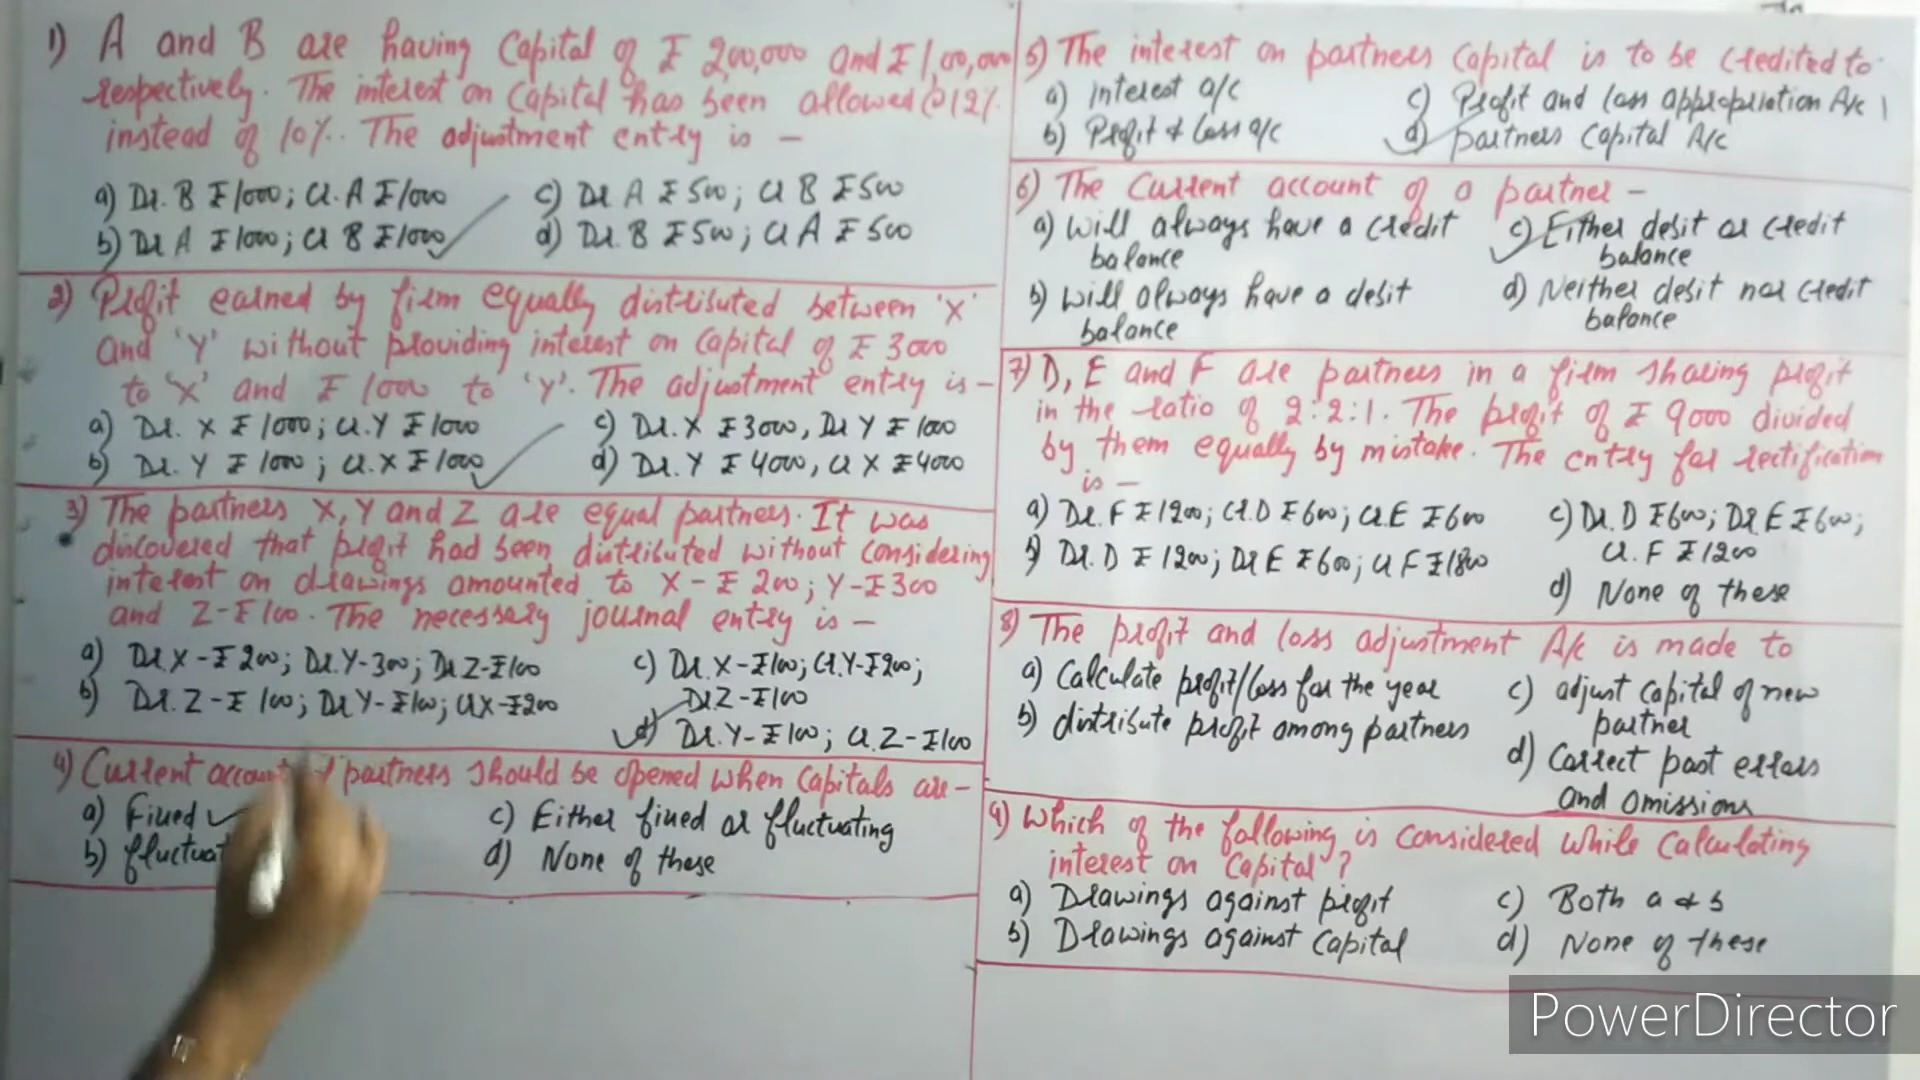 1) A and B are having Capital of ₹ 2,00,000 and ₹ 1,00,000
respectively. The interest on Capital has been allowed @ 12%
instead of 10%. The adjustment entry is –
a) Dr. B ₹ 1000; Cr. A ₹ 1000
b) Dr A ₹ 1000; Cr B ₹ 1000
c) Dr A ₹ 500; Cr B ₹ 500
d) Dr. B ₹ 500; Cr A ₹ 500
2) Profit earned by firm equally distributed between 'X'
and 'Y' without providing interest on Capital of ₹ 3000
to 'X' and ₹ 1000 to 'Y'. The adjustment entry is –
a) Dr. X ₹ 1000; Cr. Y ₹ 1000
b) Dr. Y ₹ 1000; Cr. X ₹ 1000
c) Dr. X ₹ 3000, Dr Y ₹ 1000
d) Dr. Y ₹ 4000, Cr X ₹ 4000
3) The partners X, Y and Z are equal partners. It was
discovered that profit had been distributed without considering
interest on drawings amounted to X - ₹ 200; Y - ₹ 300
and Z - ₹ 100. The necessary journal entry is –
a) Dr. X - ₹ 200; Dr. Y - 300; Dr Z - ₹ 100
b) Dr. Z - ₹ 100; Dr Y - ₹ 100; Cr X - ₹ 200
c) Dr. X - ₹ 100; Cr. Y - ₹ 200;
Dr Z - ₹ 100
d) Dr. Y - ₹ 100; Cr. Z - ₹ 100
4) Current partners should be opened when Capitals are –
a) Fixed
b)
c) Either fixed or fluctuating
d) None of these
5) The interest on partners Capital is to be credited to
a) Interest a/c
b) Profit & Loss a/c
c) Profit and loss appropriation A/c
d) partners Capital A/c
6) The Current account of a partner –
a) Will always have a credit
balance
b) Will always have a debit
balance
c) Either debit or credit
balance
d) Neither debit nor credit
balance
7) D, E and F are partners in a firm sharing profit
in the ratio of 2:2:1. The profit of ₹ 9000 divided
by them equally by mistake. The entry for rectification
is –
a) Dr. F ₹ 1200; Cr. D ₹ 600; Cr. E ₹ 600
b) Dr. D ₹ 1200; Dr E ₹ 600; Cr F ₹ 1800
c) Dr. D ₹ 600; Dr. E ₹ 600;
Cr. F ₹ 1200
d) None of these
8) The profit and loss adjustment A/c is made to
a) Calculate profit/loss for the year
b) distribute profit among partners
c) adjust capital of new
partner
d) Correct past errors
and omissions
9) Which of the following is considered while calculating
interest on Capital?
a) Drawings against profit
b) Drawings against Capital
c) Both a & b
d) None of these
PowerDirector